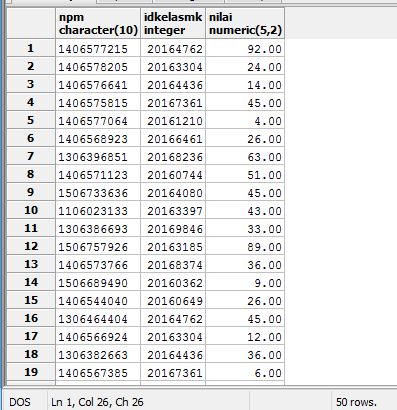 npm idkelasmk nilai
character(10) integer numeric(5,2)
1 1406577215 20164762 92.00
2 1406578205 20163304 24.00
3 1406576641 20164436 14.00
4 1406575815 20167361 45.00
5 1406577064 20161210 4.00
6 1406568923 20166461 26.00
7 1306396851 20168236 63.00
8 1406571123 20160744 51.00
9 1506733636 20164080 45.00
10 1106023133 20163397 43.00
11 1306386693 20169846 33.00
12 1506757926 20163185 89.00
13 1406573766 20168374 36.00
14 1506689490 20160362 9.00
15 1406544040 20160649 26.00
16 1306464404 20164762 45.00
17 1406566924 20163304 12.00
18 1306382663 20164436 36.00
19 1406567385 20167361 6.00
DOS Ln 1, Col 26, Ch 26 50 rows.